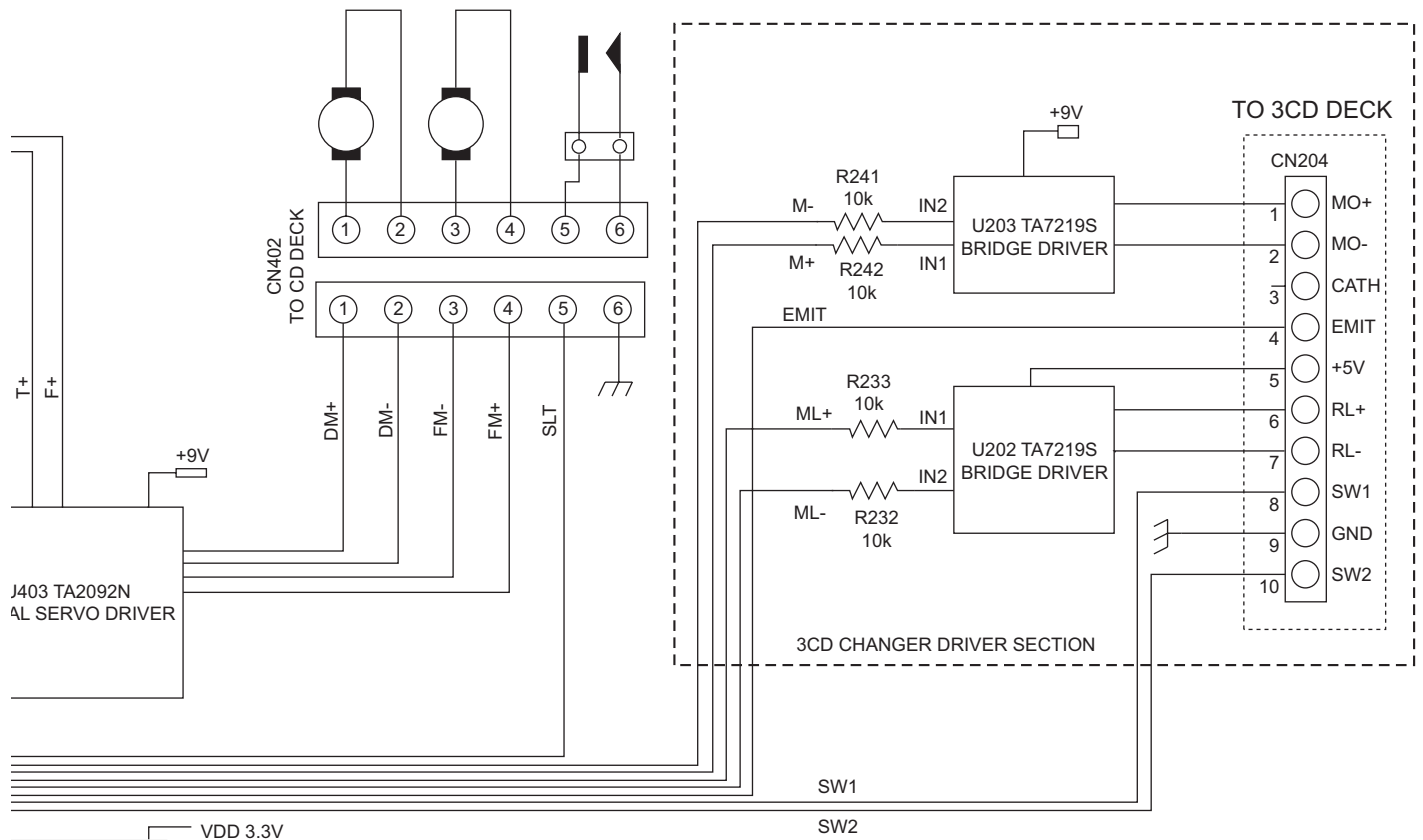 TO 3CD DECK
CN204
+9V
R241
10k
M-
IN2
U203 TA7219S
BRIDGE DRIVER
M+
R242
10k
IN1
1
MO+
2
MO-
3
CATH
EMIT
4
EMIT
5
+5V
R233
10k
ML+
IN1
U202 TA7219S
BRIDGE DRIVER
6
RL+
7
RL-
ML-
R232
10k
IN2
8
SW1
9
GND
10
SW2
3CD CHANGER DRIVER SECTION
CN402
TO CD DECK
1 2 3 4 5 6
1 2 3 4 5 6
T+
F+
DM+
DM-
FM-
FM+
SLT
+9V
U403 TA2092N
AL SERVO DRIVER
SW1
SW2
VDD 3.3V